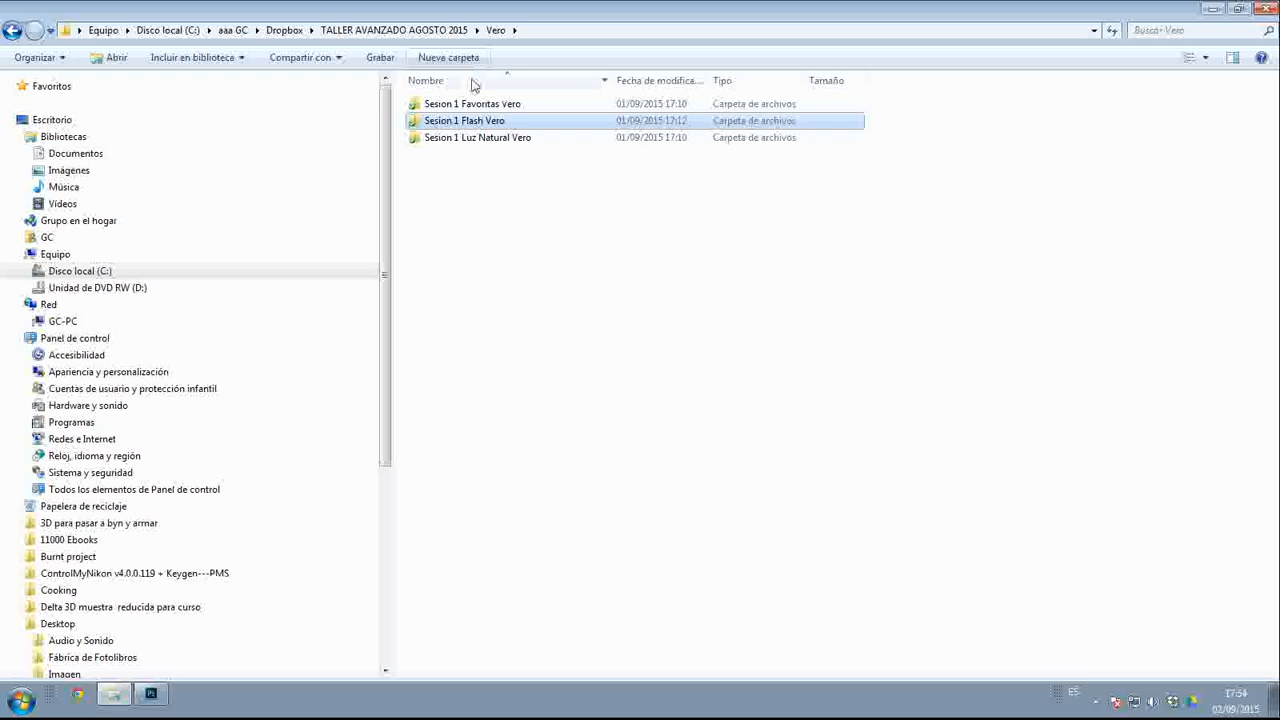 Equipo
Disco local (C:)
aaa GC
Dropbox
TALLER AVANZADO AGOSTO 2015
Vero
Buscar Vero
Organizar
Abrir
Incluir en biblioteca
Compartir con
Grabar
Nueva carpeta
Nombre
Fecha de modifica...
Tipo
Tamaño
Sesion 1 Favoritas Vero
01/09/2015 17:10
Carpeta de archivos
Sesion 1 Flash Vero
01/09/2015 17:12
Carpeta de archivos
Sesion 1 Luz Natural Vero
01/09/2015 17:10
Carpeta de archivos
Favoritos
Escritorio
Bibliotecas
Documentos
Imágenes
Música
Vídeos
Grupo en el hogar
GC
Equipo
Disco local (C:)
Unidad de DVD RW (D:)
Red
GC-PC
Panel de control
Accesibilidad
Apariencia y personalización
Cuentas de usuario y protección infantil
Hardware y sonido
Programas
Redes e Internet
Reloj, idioma y región
Sistema y seguridad
Todos los elementos de Panel de control
Papelera de reciclaje
3D para pasar a byn y armar
11000 Ebooks
Burnt project
ControlMyNikon v4.0.0.119 + Keygen---PMS
Cooking
Delta 3D muestra reducida para curso
Desktop
Audio y Sonido
Fábrica de Fotolibros
Imagen
ES
17:54
02/09/2015